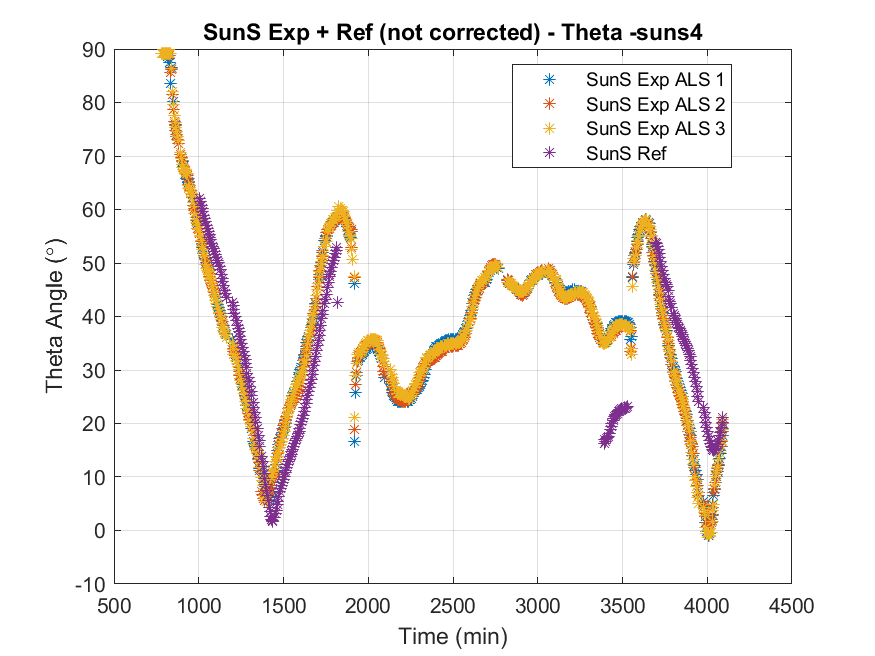 SunS Exp + Ref (not corrected) - Theta -suns4
90
80
70
60
50
40
30
20
10
0
-10
Theta Angle (°)
SunS Exp ALS 1
SunS Exp ALS 2
SunS Exp ALS 3
SunS Ref
500 1000 1500 2000 2500 3000 3500 4000 4500
Time (min)